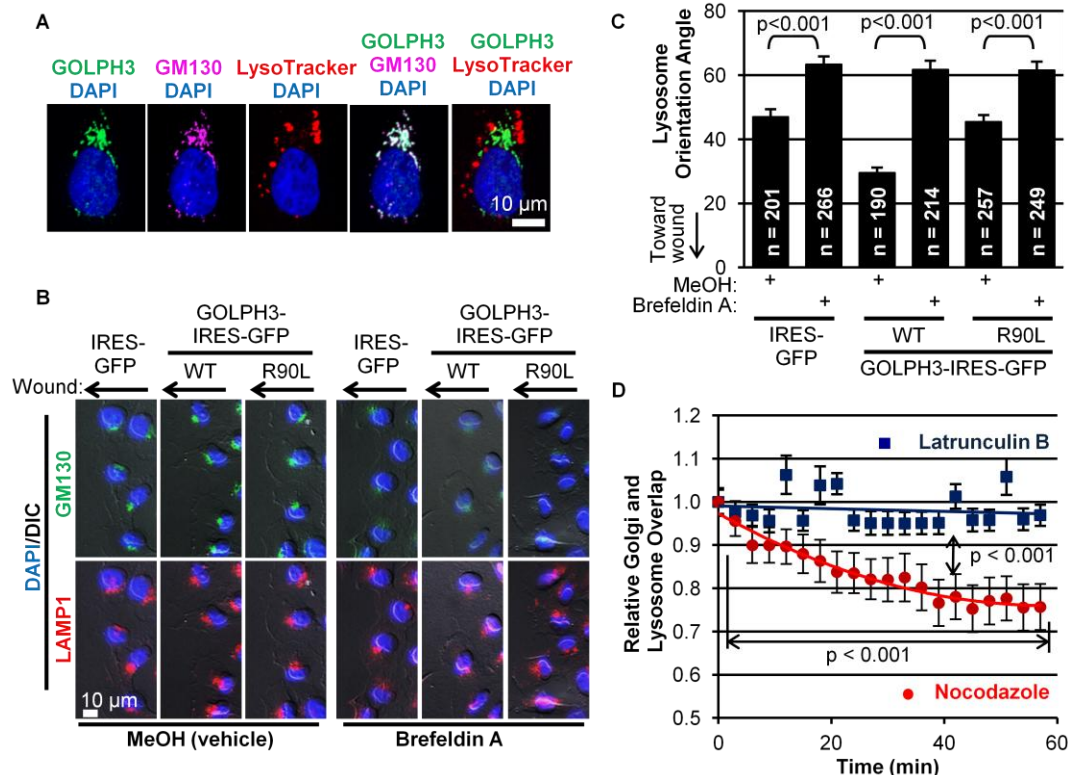 A
GOLPH3
DAPI
GM130
DAPI
LysoTracker
DAPI
GOLPH3
GM130
DAPI
GOLPH3
LysoTracker
DAPI
10 µm
B
IRES-
GFP
GOLPH3-
IRES-GFP
WT
R90L
IRES-
GFP
GOLPH3-
IRES-GFP
WT
R90L
Wound:
DAPI/DIC
GM130
LAMP1
10 µm
MeOH (vehicle)
Brefeldin A
C
Lysosome
Orientation Angle
Toward
wound
80
60
40
20
0
p<0.001
p<0.001
p<0.001
n = 201
n = 266
n = 190
n = 214
n = 257
n = 249
MeOH: + + +
Brefeldin A: + + +
IRES-
GFP
WT
R90L
GOLPH3-IRES-GFP
D
Relative Golgi and
Lysosome Overlap
1.2
1.1
1.0
0.9
0.8
0.7
0.6
0.5
Latrunculin B
p < 0.001
p < 0.001
Nocodazole
0 20 40 60
Time (min)